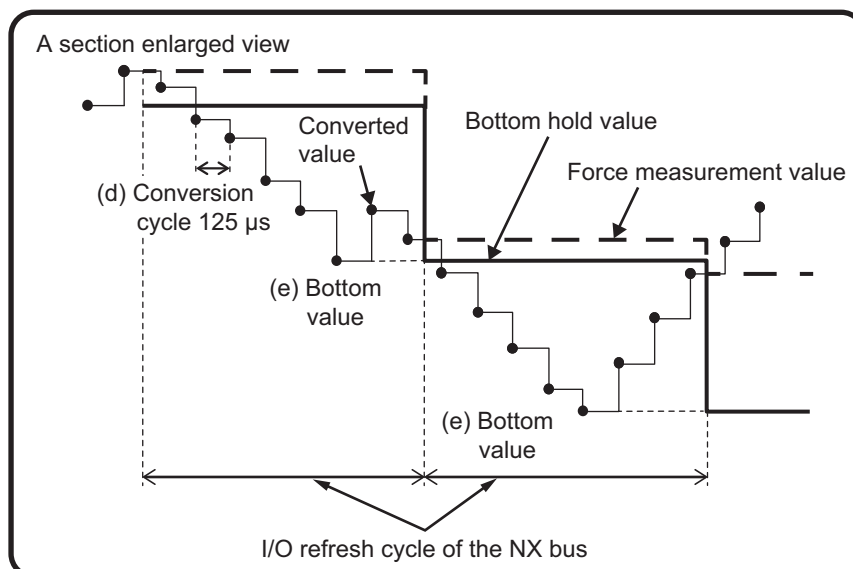 A section enlarged view
Converted
value
Bottom hold value
Force measurement value
(d) Conversion
cycle 125 µs
(e) Bottom
value
(e) Bottom
value
I/O refresh cycle of the NX bus